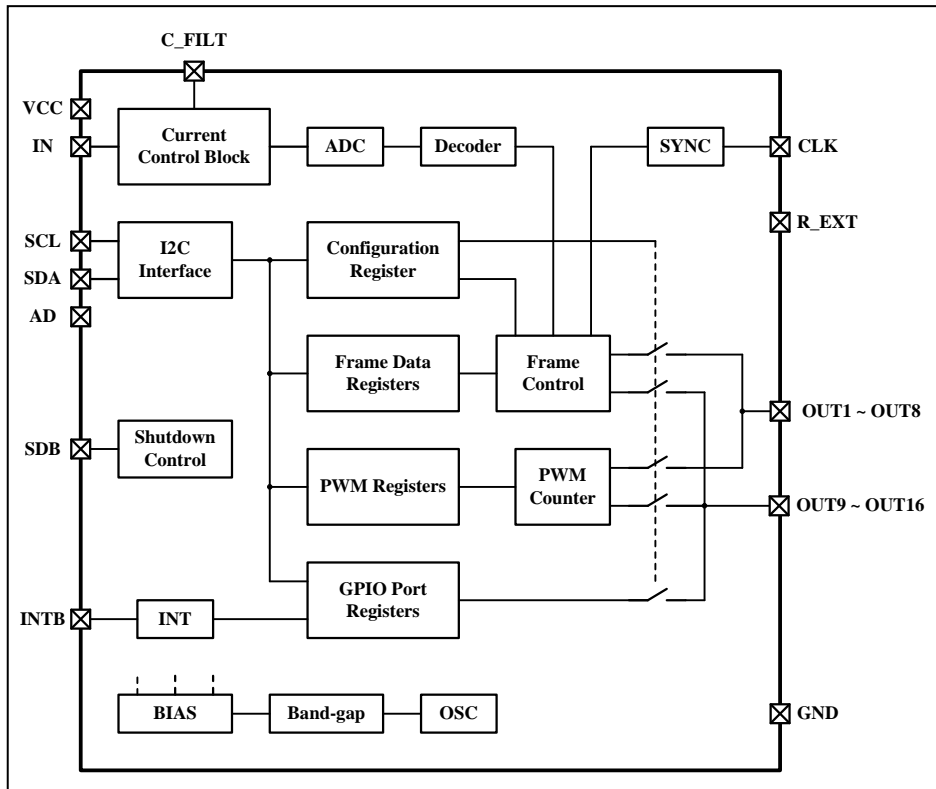 C_FILT
VCC
IN
Current
Control Block
ADC
Decoder
SYNC
CLK
R_EXT
SCL
SDA
AD
I2C
Interface
Configuration
Register
Frame Data
Registers
Frame
Control
OUT1 ~ OUT8
SDB
Shutdown
Control
PWM Registers
PWM
Counter
OUT9 ~ OUT16
GPIO Port
Registers
INTB
INT
BIAS
Band-gap
OSC
GND